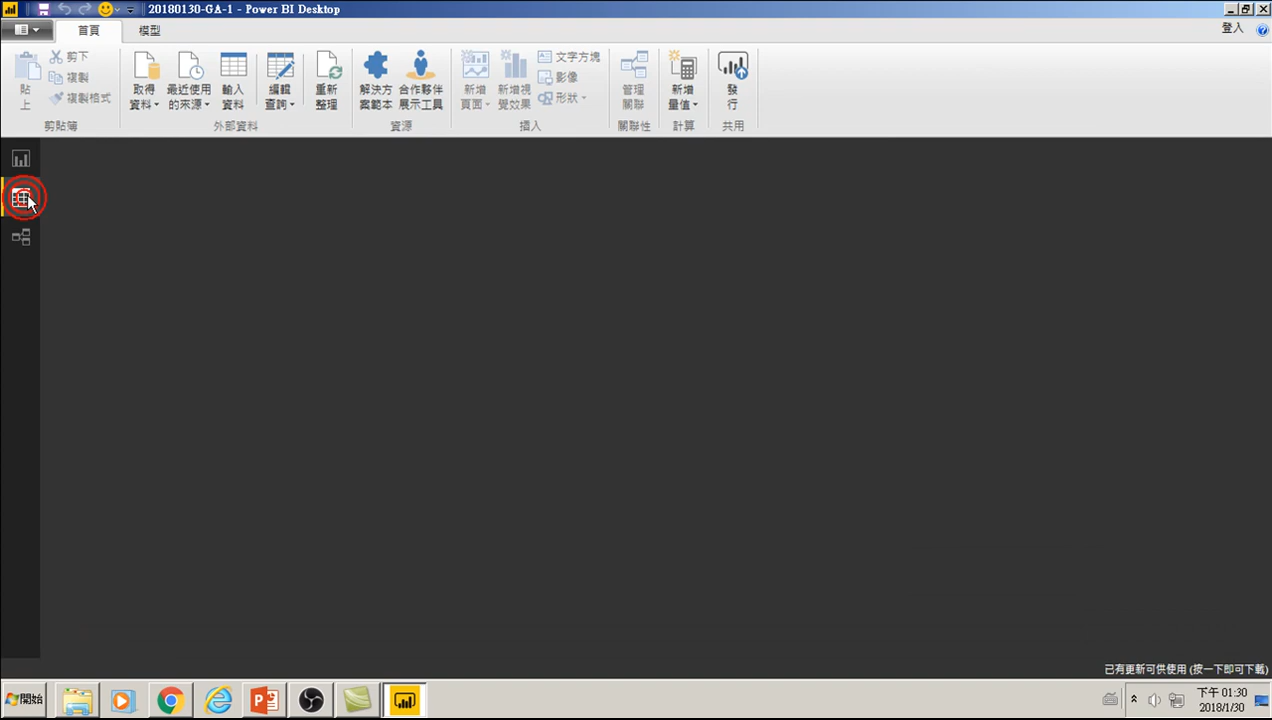 20180130-GA-1 - Power BI Desktop
首頁
模型
登入
貼上
剪下
複製
複製格式
剪貼簿
取得資料
最近使用的來源
輸入資料
編輯查詢
重新整理
外部資料
解決方案範本
合作夥伴展示工具
資源
新增頁面
新增視覺效果
文字方塊
影像
形狀
插入
管理關聯
關聯性
新增量值
計算
發行
共用
已有更新可供使用 (按一下即可下載)
開始
下午 01:30
2018/1/30